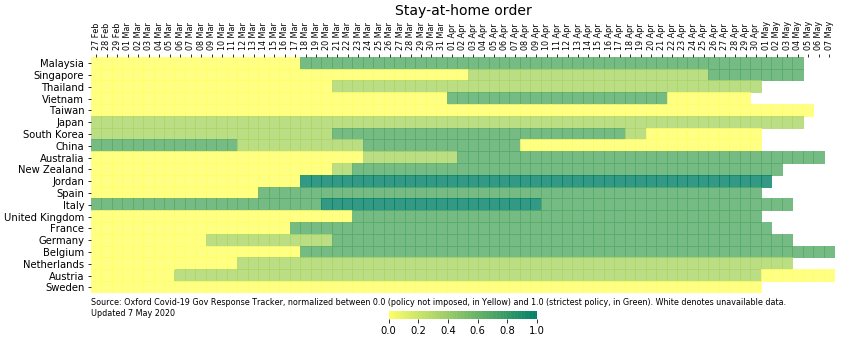 Stay-at-home order
27 Feb
28 Feb
29 Feb
01 Mar
02 Mar
03 Mar
04 Mar
05 Mar
06 Mar
07 Mar
08 Mar
09 Mar
10 Mar
11 Mar
12 Mar
13 Mar
14 Mar
15 Mar
16 Mar
17 Mar
18 Mar
19 Mar
20 Mar
21 Mar
22 Mar
23 Mar
24 Mar
25 Mar
26 Mar
27 Mar
28 Mar
29 Mar
30 Mar
31 Mar
01 Apr
02 Apr
03 Apr
04 Apr
05 Apr
06 Apr
07 Apr
08 Apr
09 Apr
10 Apr
11 Apr
12 Apr
13 Apr
14 Apr
15 Apr
16 Apr
17 Apr
18 Apr
19 Apr
20 Apr
21 Apr
22 Apr
23 Apr
24 Apr
25 Apr
26 Apr
27 Apr
28 Apr
29 Apr
30 Apr
01 May
02 May
03 May
04 May
05 May
06 May
07 May
Malaysia
Singapore
Thailand
Vietnam
Taiwan
Japan
South Korea
China
Australia
New Zealand
Jordan
Spain
Italy
United Kingdom
France
Germany
Belgium
Netherlands
Austria
Sweden
Source: Oxford Covid-19 Gov Response Tracker, normalized between 0.0 (policy not imposed, in Yellow) and 1.0 (strictest policy, in Green). White denotes unavailable data.
Updated 7 May 2020
0.0 0.2 0.4 0.6 0.8 1.0